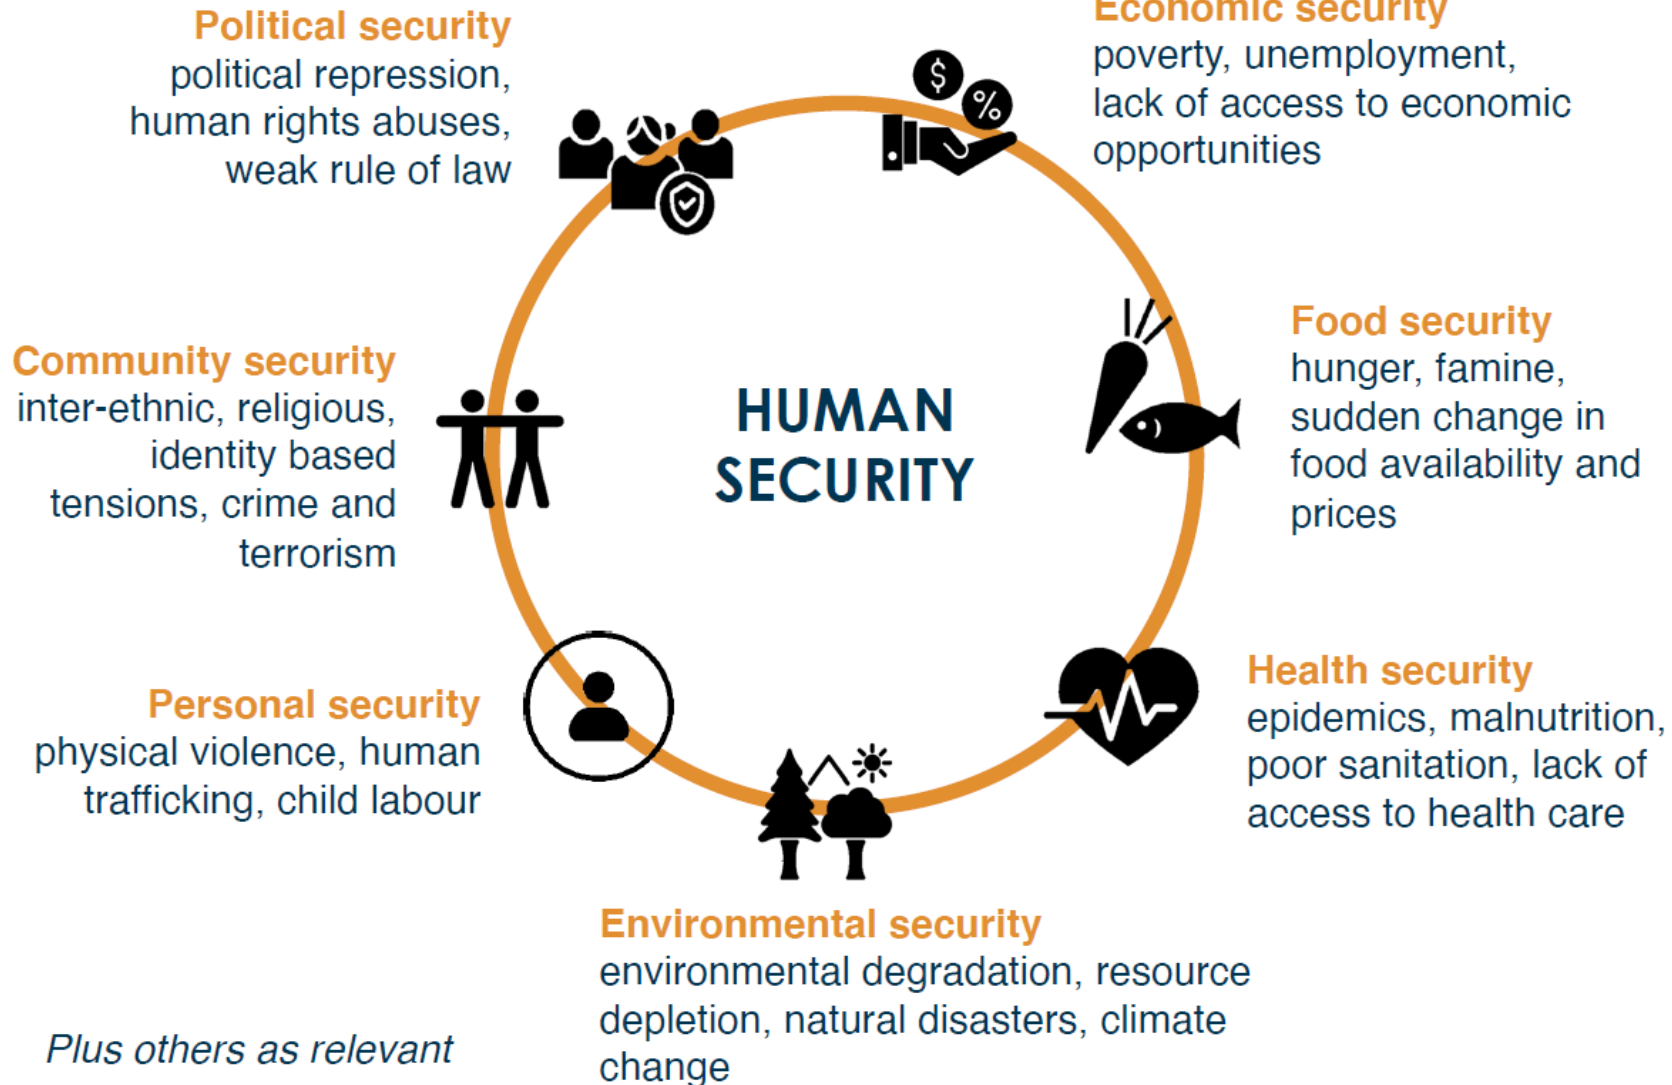 Political security
political repression,
human rights abuses,
weak rule of law
Economic security
poverty, unemployment,
lack of access to economic
opportunities
$
%
Community security
inter-ethnic, religious,
identity based
tensions, crime and
terrorism
HUMAN
SECURITY
Food security
hunger, famine,
sudden change in
food availability and
prices
Personal security
physical violence, human
trafficking, child labour
Health security
epidemics, malnutrition,
poor sanitation, lack of
access to health care
Environmental security
environmental degradation, resource
depletion, natural disasters, climate
change
Plus others as relevant